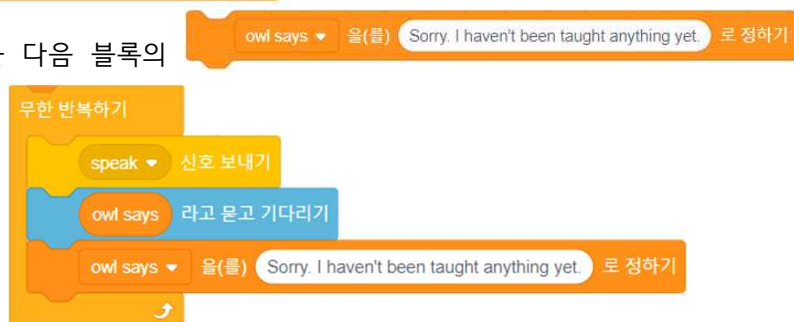 owl says 을(를) Sorry. I haven't been taught anything yet. 로 정하기
다음 블록의
무한 반복하기
speak 신호 보내기
owl says 라고 묻고 기다리기
owl says 을(를) Sorry. I haven't been taught anything yet. 로 정하기